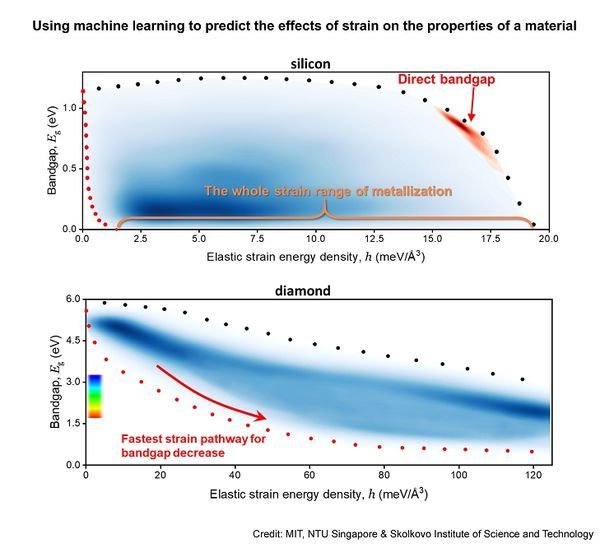 Using machine learning to predict the effects of strain on the properties of a material
silicon
Direct bandgap
1.0
0.5
0.0
Bandgap, Eg (eV)
The whole strain range of metallization
0.0 2.5 5.0 7.5 10.0 12.5 15.0 17.5 20.0
Elastic strain energy density, h (meV/Å³)
diamond
6.0
4.5
3.0
1.5
0.0
Bandgap, Eg (eV)
Fastest strain pathway for
bandgap decrease
0 20 40 60 80 100 120
Elastic strain energy density, h (meV/Å³)
Credit: MIT, NTU Singapore & Skolkovo Institute of Science and Technology